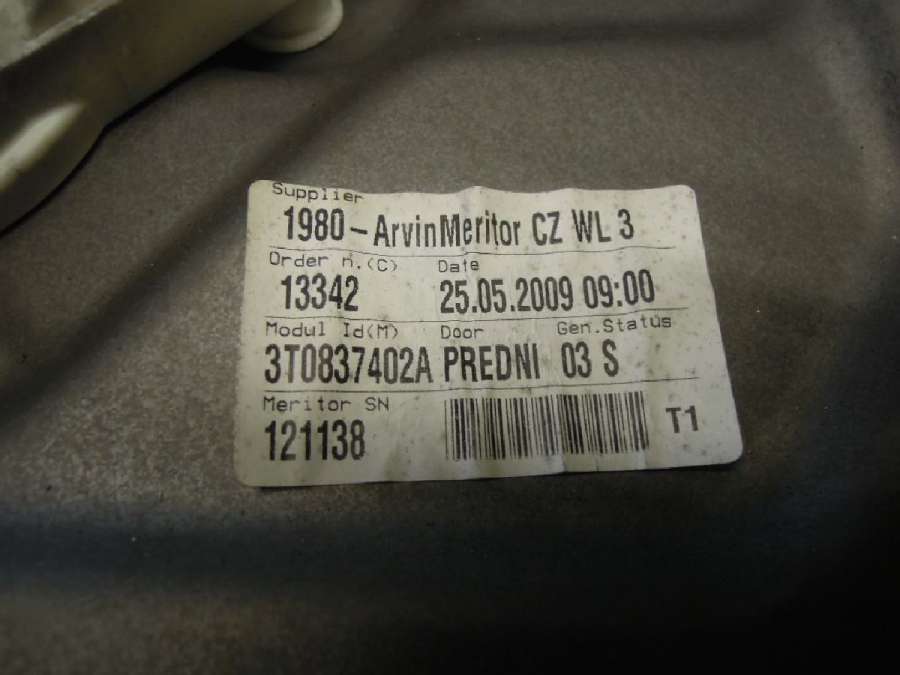 Supplier
1980-ArvinMeritor CZ WL 3
Order n.(C) Date
13342 25.05.2009 09:00
Modul Id(M) Door Gen.Status
3T0837402A PREDNI 03 S
Meritor SN
121138 T1